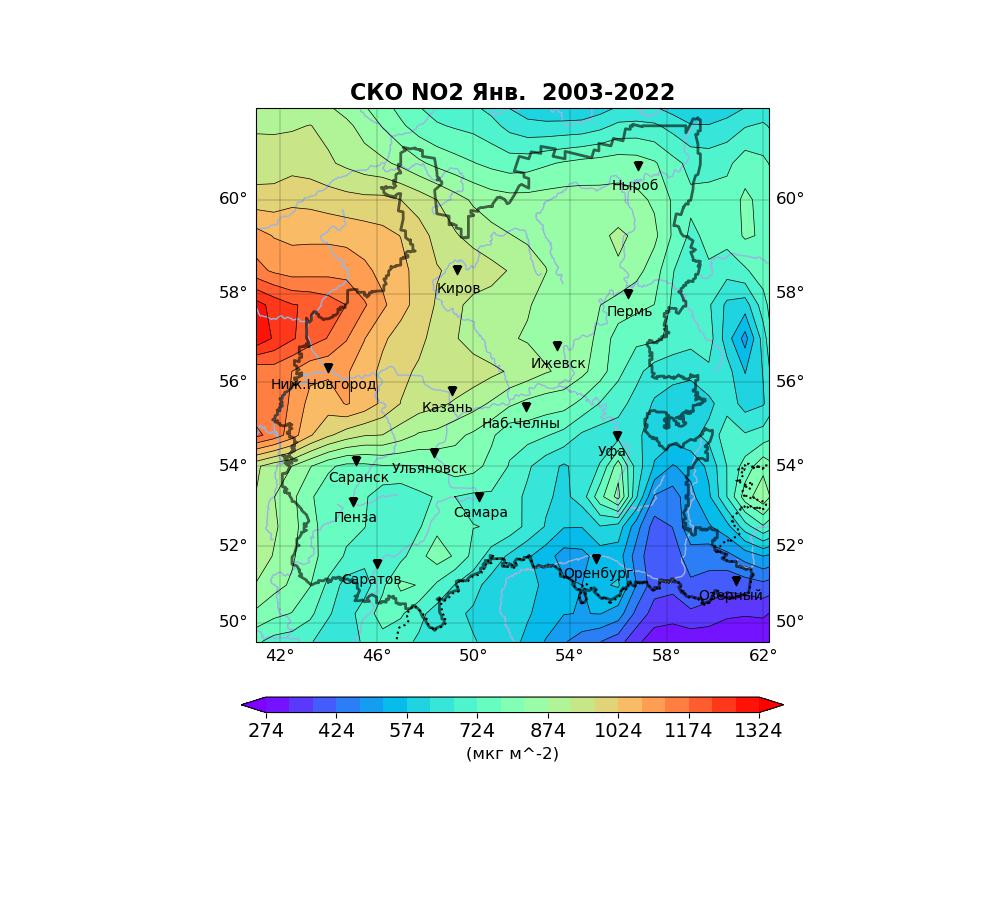 СКО NO2 Янв.  2003-2022
Ныроб
60° 60°
Киров
58° 58°
Пермь
Ижевск
56° Ниж.Новгород 56°
Казань
Наб.Челны
Уфа
54° Ульяновск 54°
Саранск
Самара
Пенза
52° 52°
Оренбург
Саратов
Озерный
50° 50°
42° 46° 50° 54° 58° 62°
274 424 574 724 874 1024 1174 1324
(мкг м^-2)